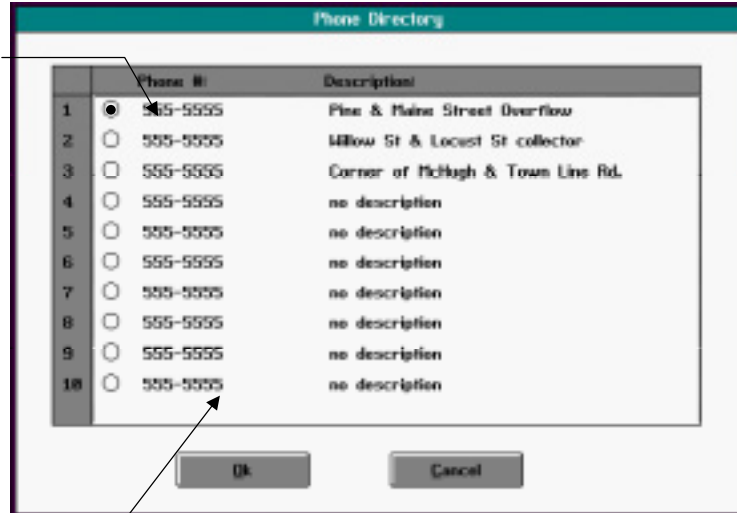 Phone Directory
Phone #: Description:
1 555-5555 Pine & Maine Street Overflow
2 555-5555 Willow St & Locust St collector
3 555-5555 Corner of McHugh & Town Line Rd.
4 555-5555 no description
5 555-5555 no description
6 555-5555 no description
7 555-5555 no description
8 555-5555 no description
9 555-5555 no description
10 555-5555 no description
Ok Cancel